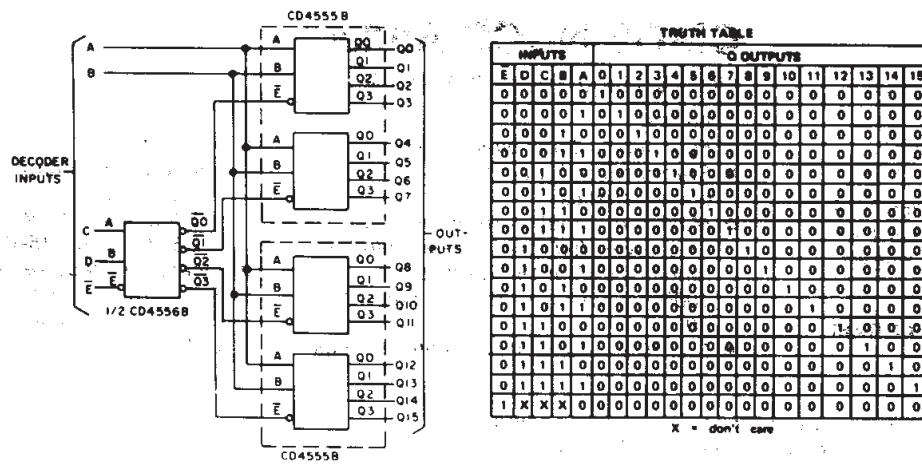 CD4555B
A
B
A
B
E̅
Q0
Q1
Q2
Q3
Q0
Q1
Q2
Q3
A
B
E̅
Q0
Q1
Q2
Q3
Q4
Q5
Q6
Q7
DECODER
INPUTS
C
D
E̅
A
B
E̅
Q̅0̅
Q̅1̅
Q̅2̅
Q̅3̅
1/2 CD4556B
A
B
E̅
Q0
Q1
Q2
Q3
Q8
Q9
Q10
Q11
OUT-
PUTS
A
B
E̅
Q0
Q1
Q2
Q3
Q12
Q13
Q14
Q15
CD4555B
TRUTH TABLE
INPUTS Q OUTPUTS
E̅ D C B A 0 1 2 3 4 5 6 7 8 9 10 11 12 13 14 15
0 0 0 0 0 1 0 0 0 0 0 0 0 0 0 0 0 0 0 0 0
0 0 0 0 1 0 1 0 0 0 0 0 0 0 0 0 0 0 0 0 0
0 0 0 1 0 0 0 1 0 0 0 0 0 0 0 0 0 0 0 0 0
0 0 0 1 1 0 0 0 1 0 0 0 0 0 0 0 0 0 0 0 0
0 0 1 0 0 0 0 0 0 1 0 0 0 0 0 0 0 0 0 0 0
0 0 1 0 1 0 0 0 0 0 1 0 0 0 0 0 0 0 0 0 0
0 0 1 1 0 0 0 0 0 0 0 1 0 0 0 0 0 0 0 0 0
0 0 1 1 1 0 0 0 0 0 0 0 1 0 0 0 0 0 0 0 0
0 1 0 0 0 0 0 0 0 0 0 0 0 1 0 0 0 0 0 0 0
0 1 0 0 1 0 0 0 0 0 0 0 0 0 1 0 0 0 0 0 0
0 1 0 1 0 0 0 0 0 0 0 0 0 0 0 1 0 0 0 0 0
0 1 0 1 1 0 0 0 0 0 0 0 0 0 0 0 1 0 0 0 0
0 1 1 0 0 0 0 0 0 0 0 0 0 0 0 0 0 1 0 0 0
0 1 1 0 1 0 0 0 0 0 0 0 0 0 0 0 0 0 1 0 0
0 1 1 1 0 0 0 0 0 0 0 0 0 0 0 0 0 0 0 1 0
0 1 1 1 1 0 0 0 0 0 0 0 0 0 0 0 0 0 0 0 1
1 X X X 0 0 0 0 0 0 0 0 0 0 0 0 0 0 0 0 0
X = don't care